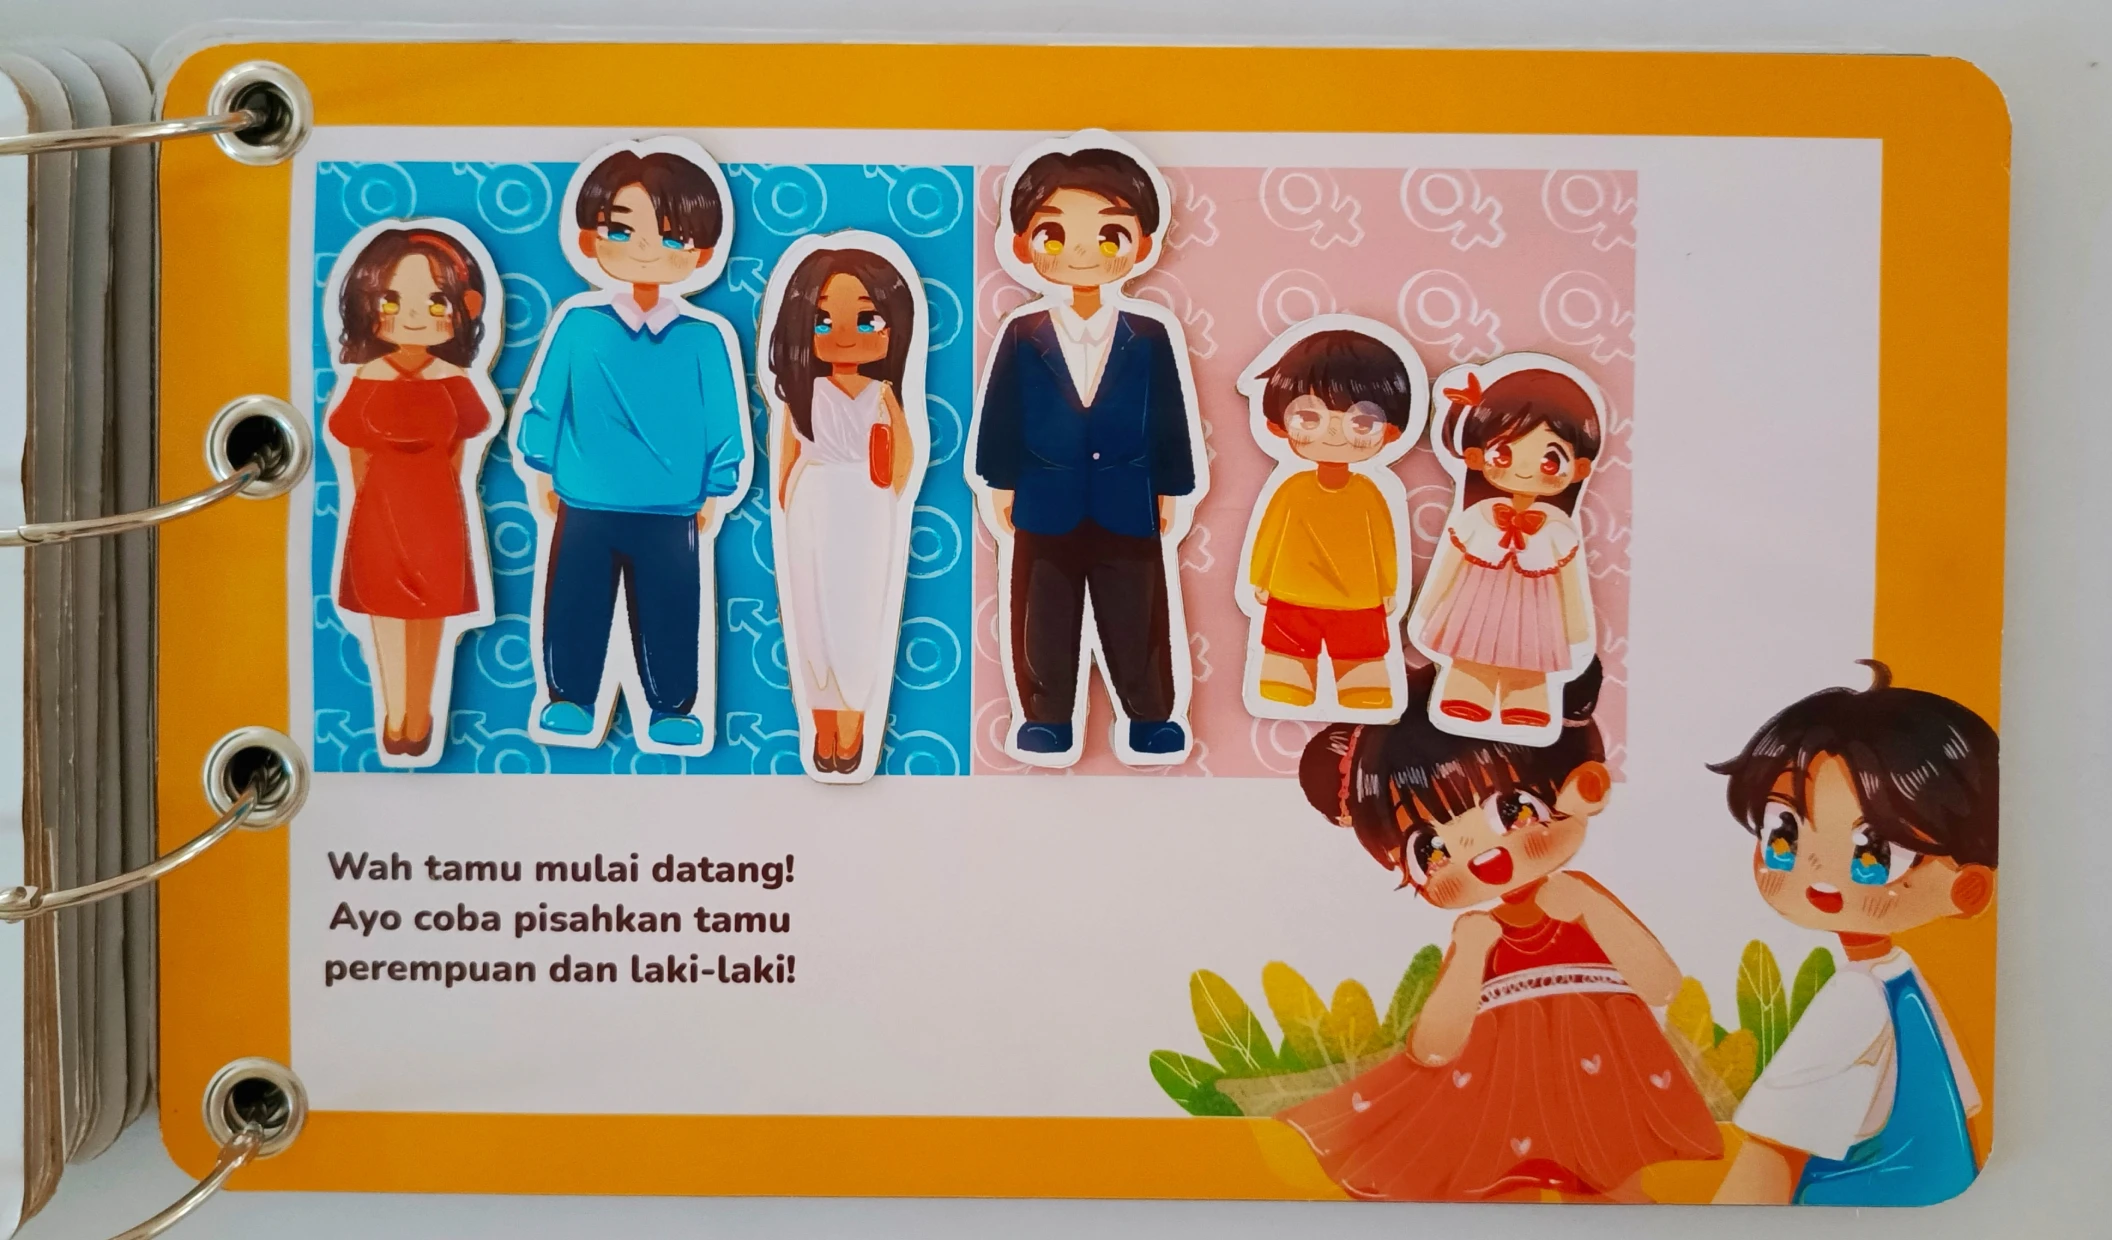 Wah tamu mulai datang!
Ayo coba pisahkan tamu
perempuan dan laki-laki!